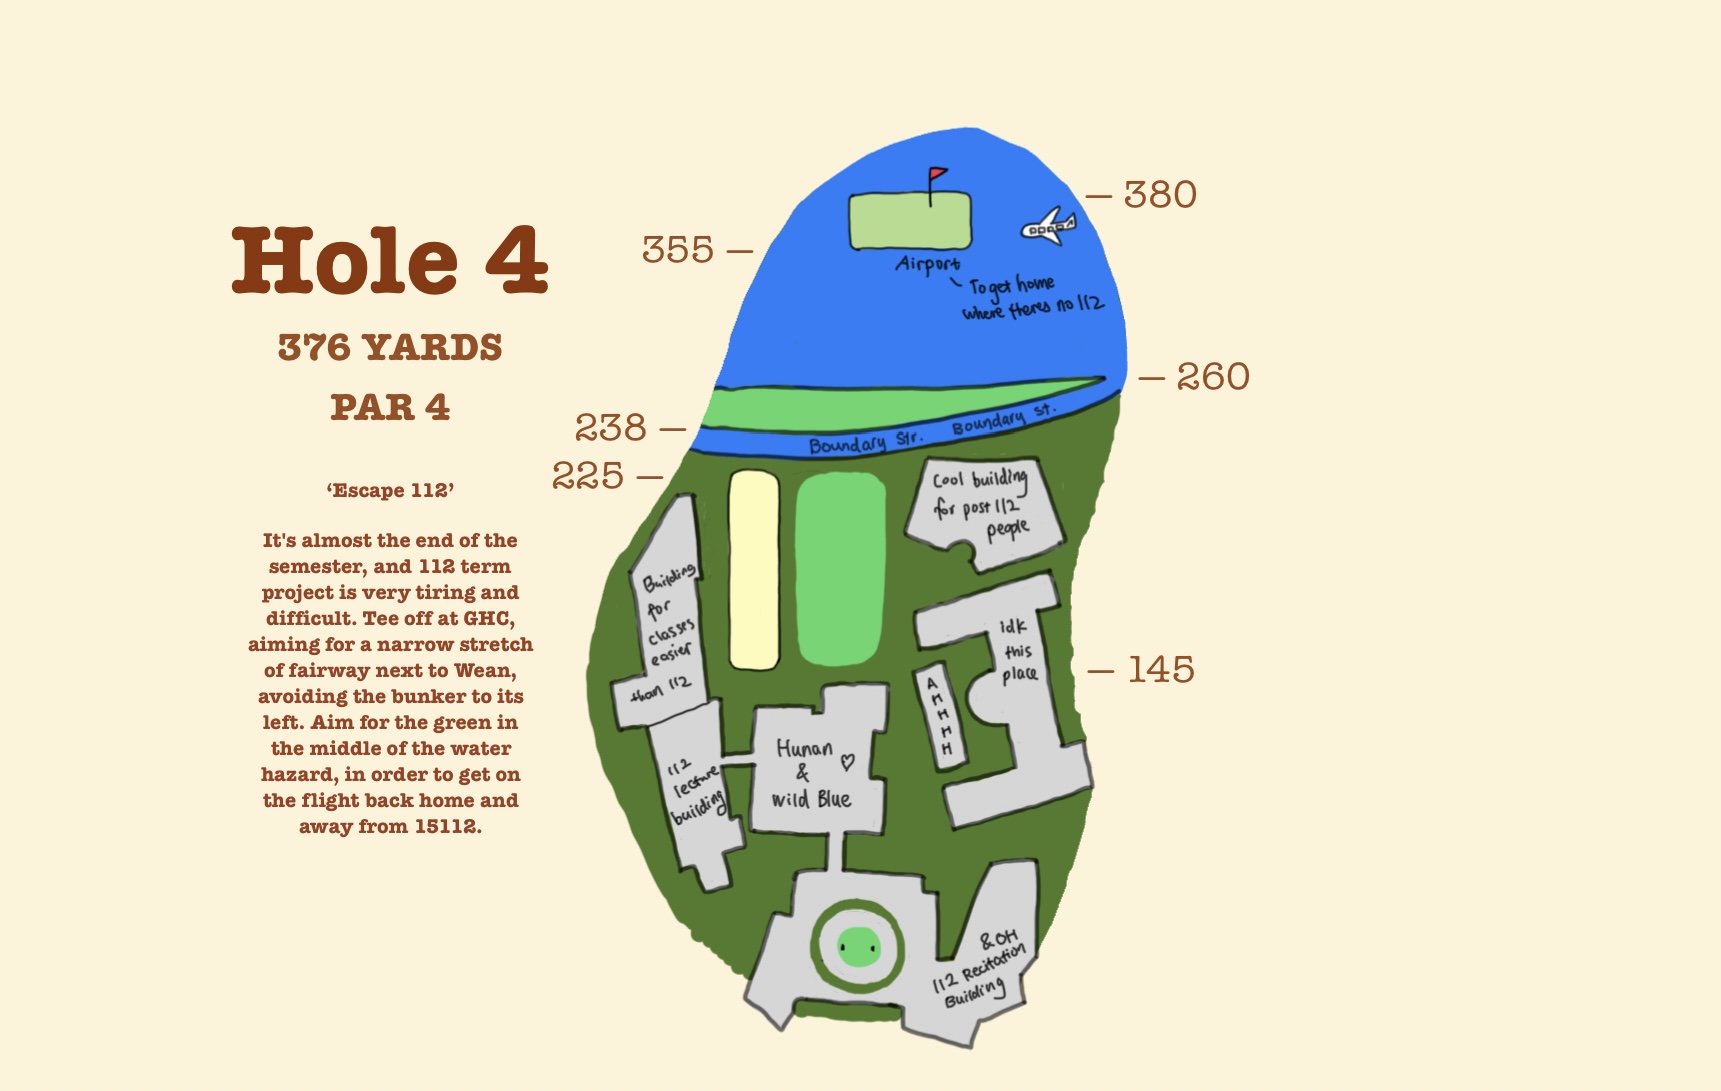 Hole 4
376 YARDS
PAR 4
‘Escape 112’
It's almost the end of the
semester, and 112 term
project is very tiring and
difficult. Tee off at GHC,
aiming for a narrow stretch
of fairway next to Wean,
avoiding the bunker to its
left. Aim for the green in
the middle of the water
hazard, in order to get on
the flight back home and
away from 15112.
380
355
Airport
To get home
where theres no 112
260
238
Boundary Str.
Boundary st.
225
Cool building
for post 112
people
Building
for
classes
easier
than 112
idk
this
place
145
A
H
H
H
H
Hunan
&
wild Blue
112
lecture
building
& OH
112 Recitation
Building